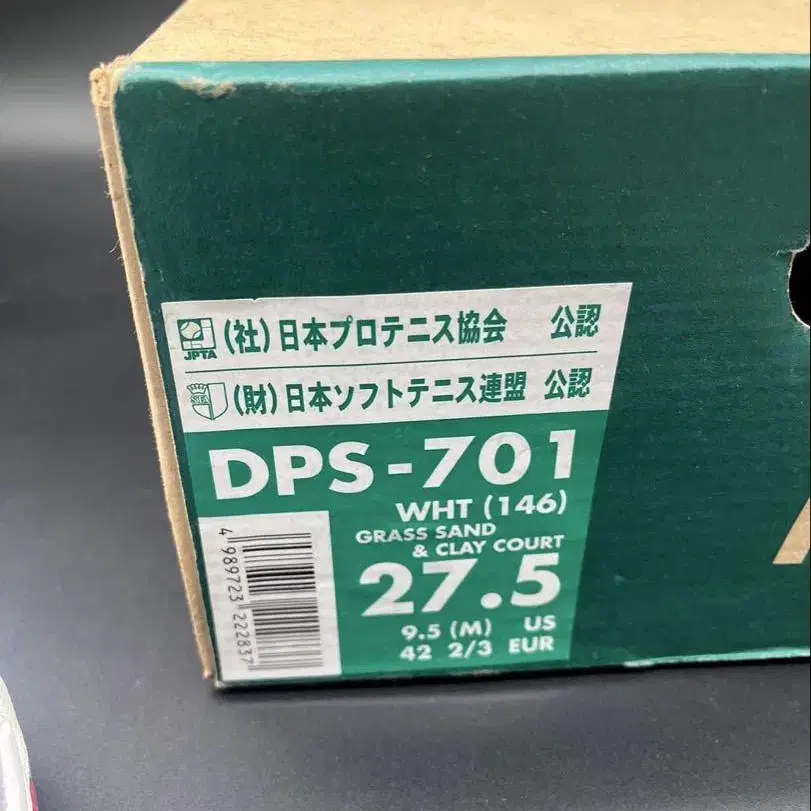 JPTA (社)日本プロテニス協会 公認
(財)日本ソフトテニス連盟 公認
DPS-701
WHT (146)
GRASS SAND
& CLAY COURT
27.5
9.5 (M) US
42 2/3 EUR
4 989723 222837